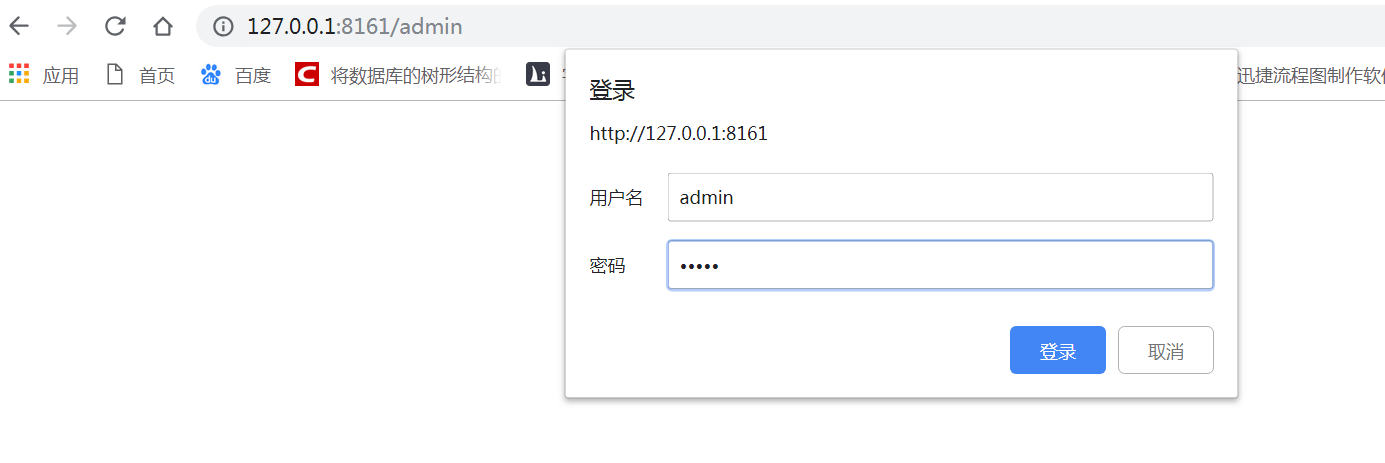 127.0.0.1:8161/admin
应用 首页 百度 将数据库的树形结构 迅捷流程图制作软
登录
http://127.0.0.1:8161
用户名 admin
密码 •••••
登录 取消